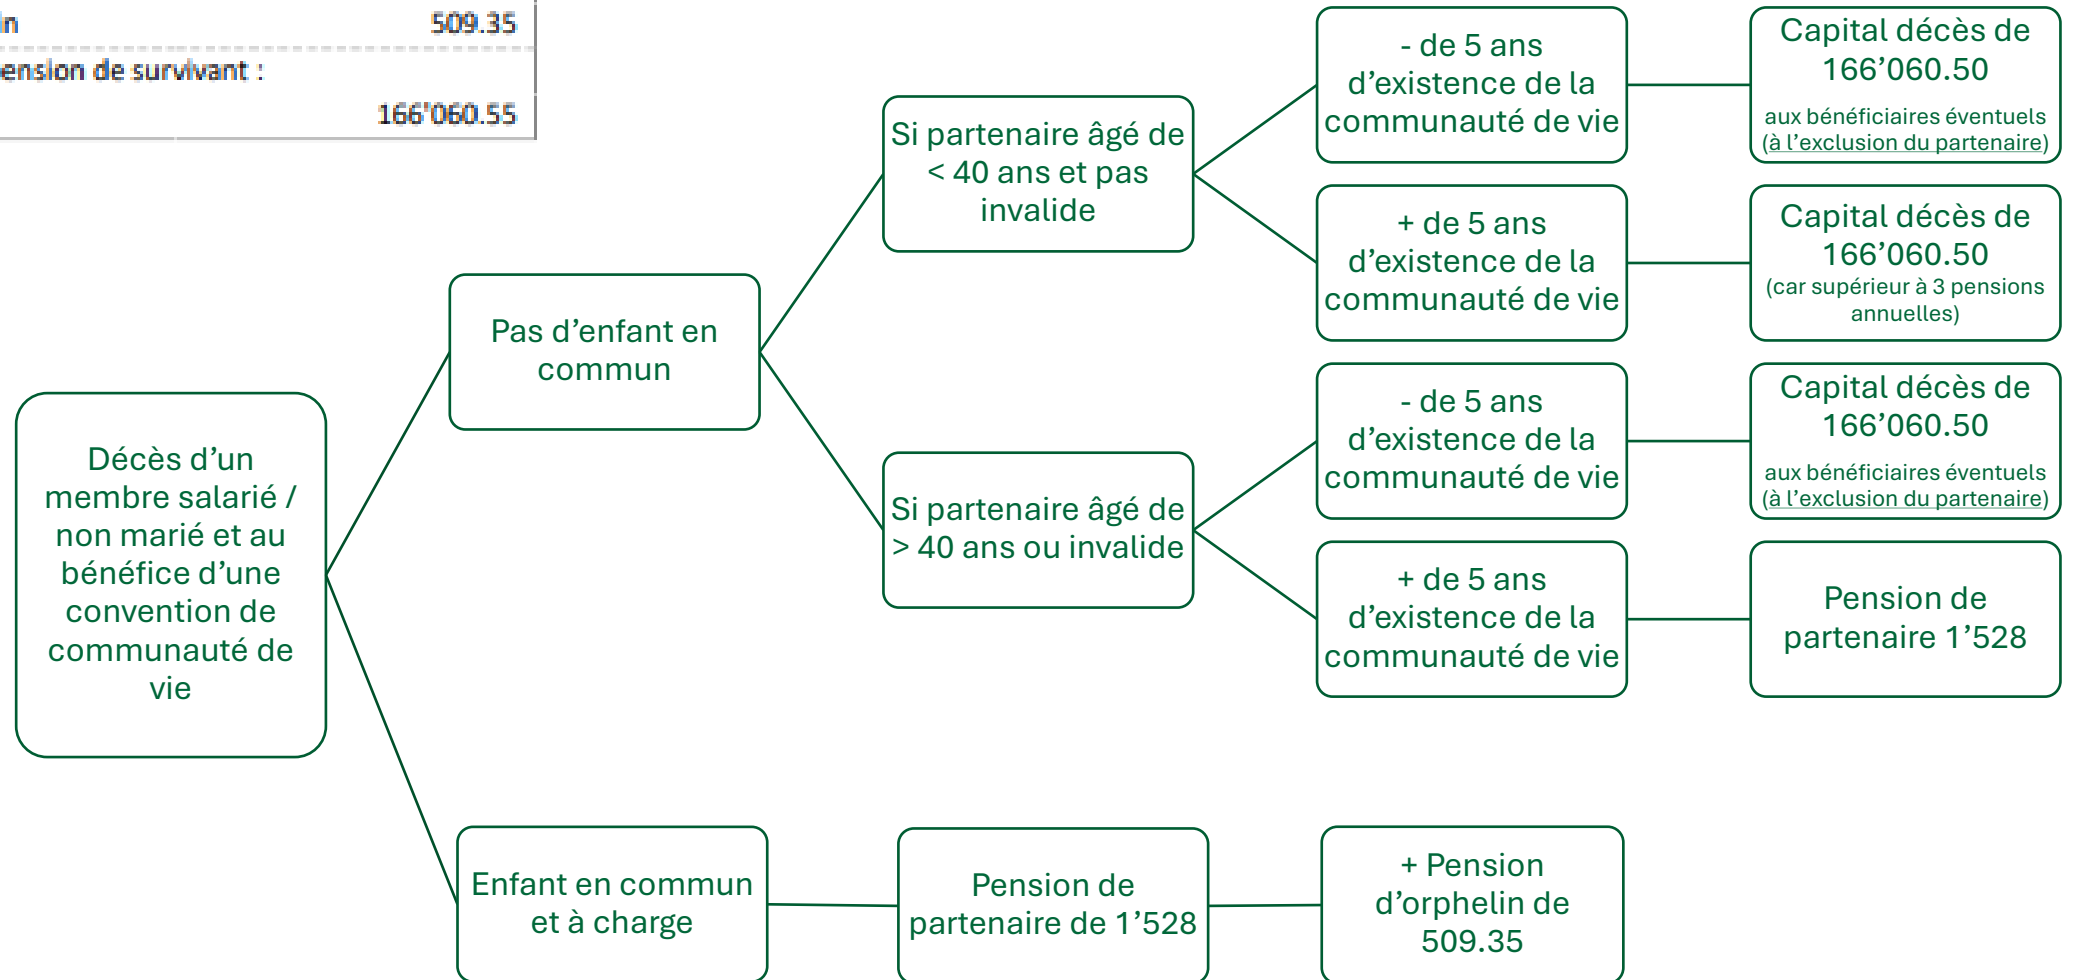 509.35
pension de survivant :
166'060.55
Décès d’un
membre salarié /
non marié et au
bénéfice d’une
convention de
communauté de
vie
Pas d’enfant en
commun
Si partenaire âgé de
< 40 ans et pas
invalide
- de 5 ans
d’existence de la
communauté de vie
Capital décès de
166’060.50
aux bénéficiaires éventuels
(à l’exclusion du partenaire)
+ de 5 ans
d’existence de la
communauté de vie
Capital décès de
166’060.50
(car supérieur à 3 pensions
annuelles)
Si partenaire âgé de
> 40 ans ou invalide
- de 5 ans
d’existence de la
communauté de vie
Capital décès de
166’060.50
aux bénéficiaires éventuels
(à l’exclusion du partenaire)
+ de 5 ans
d’existence de la
communauté de vie
Pension de
partenaire 1’528
Enfant en commun
et à charge
Pension de
partenaire de 1’528
+ Pension
d’orphelin de
509.35